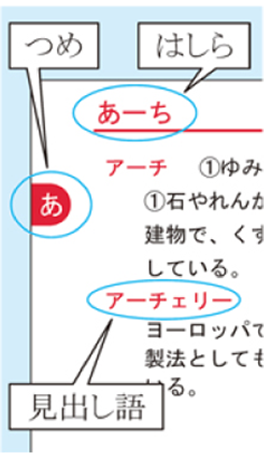 つめ
はしら
あーち
アーチ ①ゆみ
あ
①石やれんか
建物で、くす
している。
アーチェリー
ヨーロッパで
製法としても
いる。
見出し語